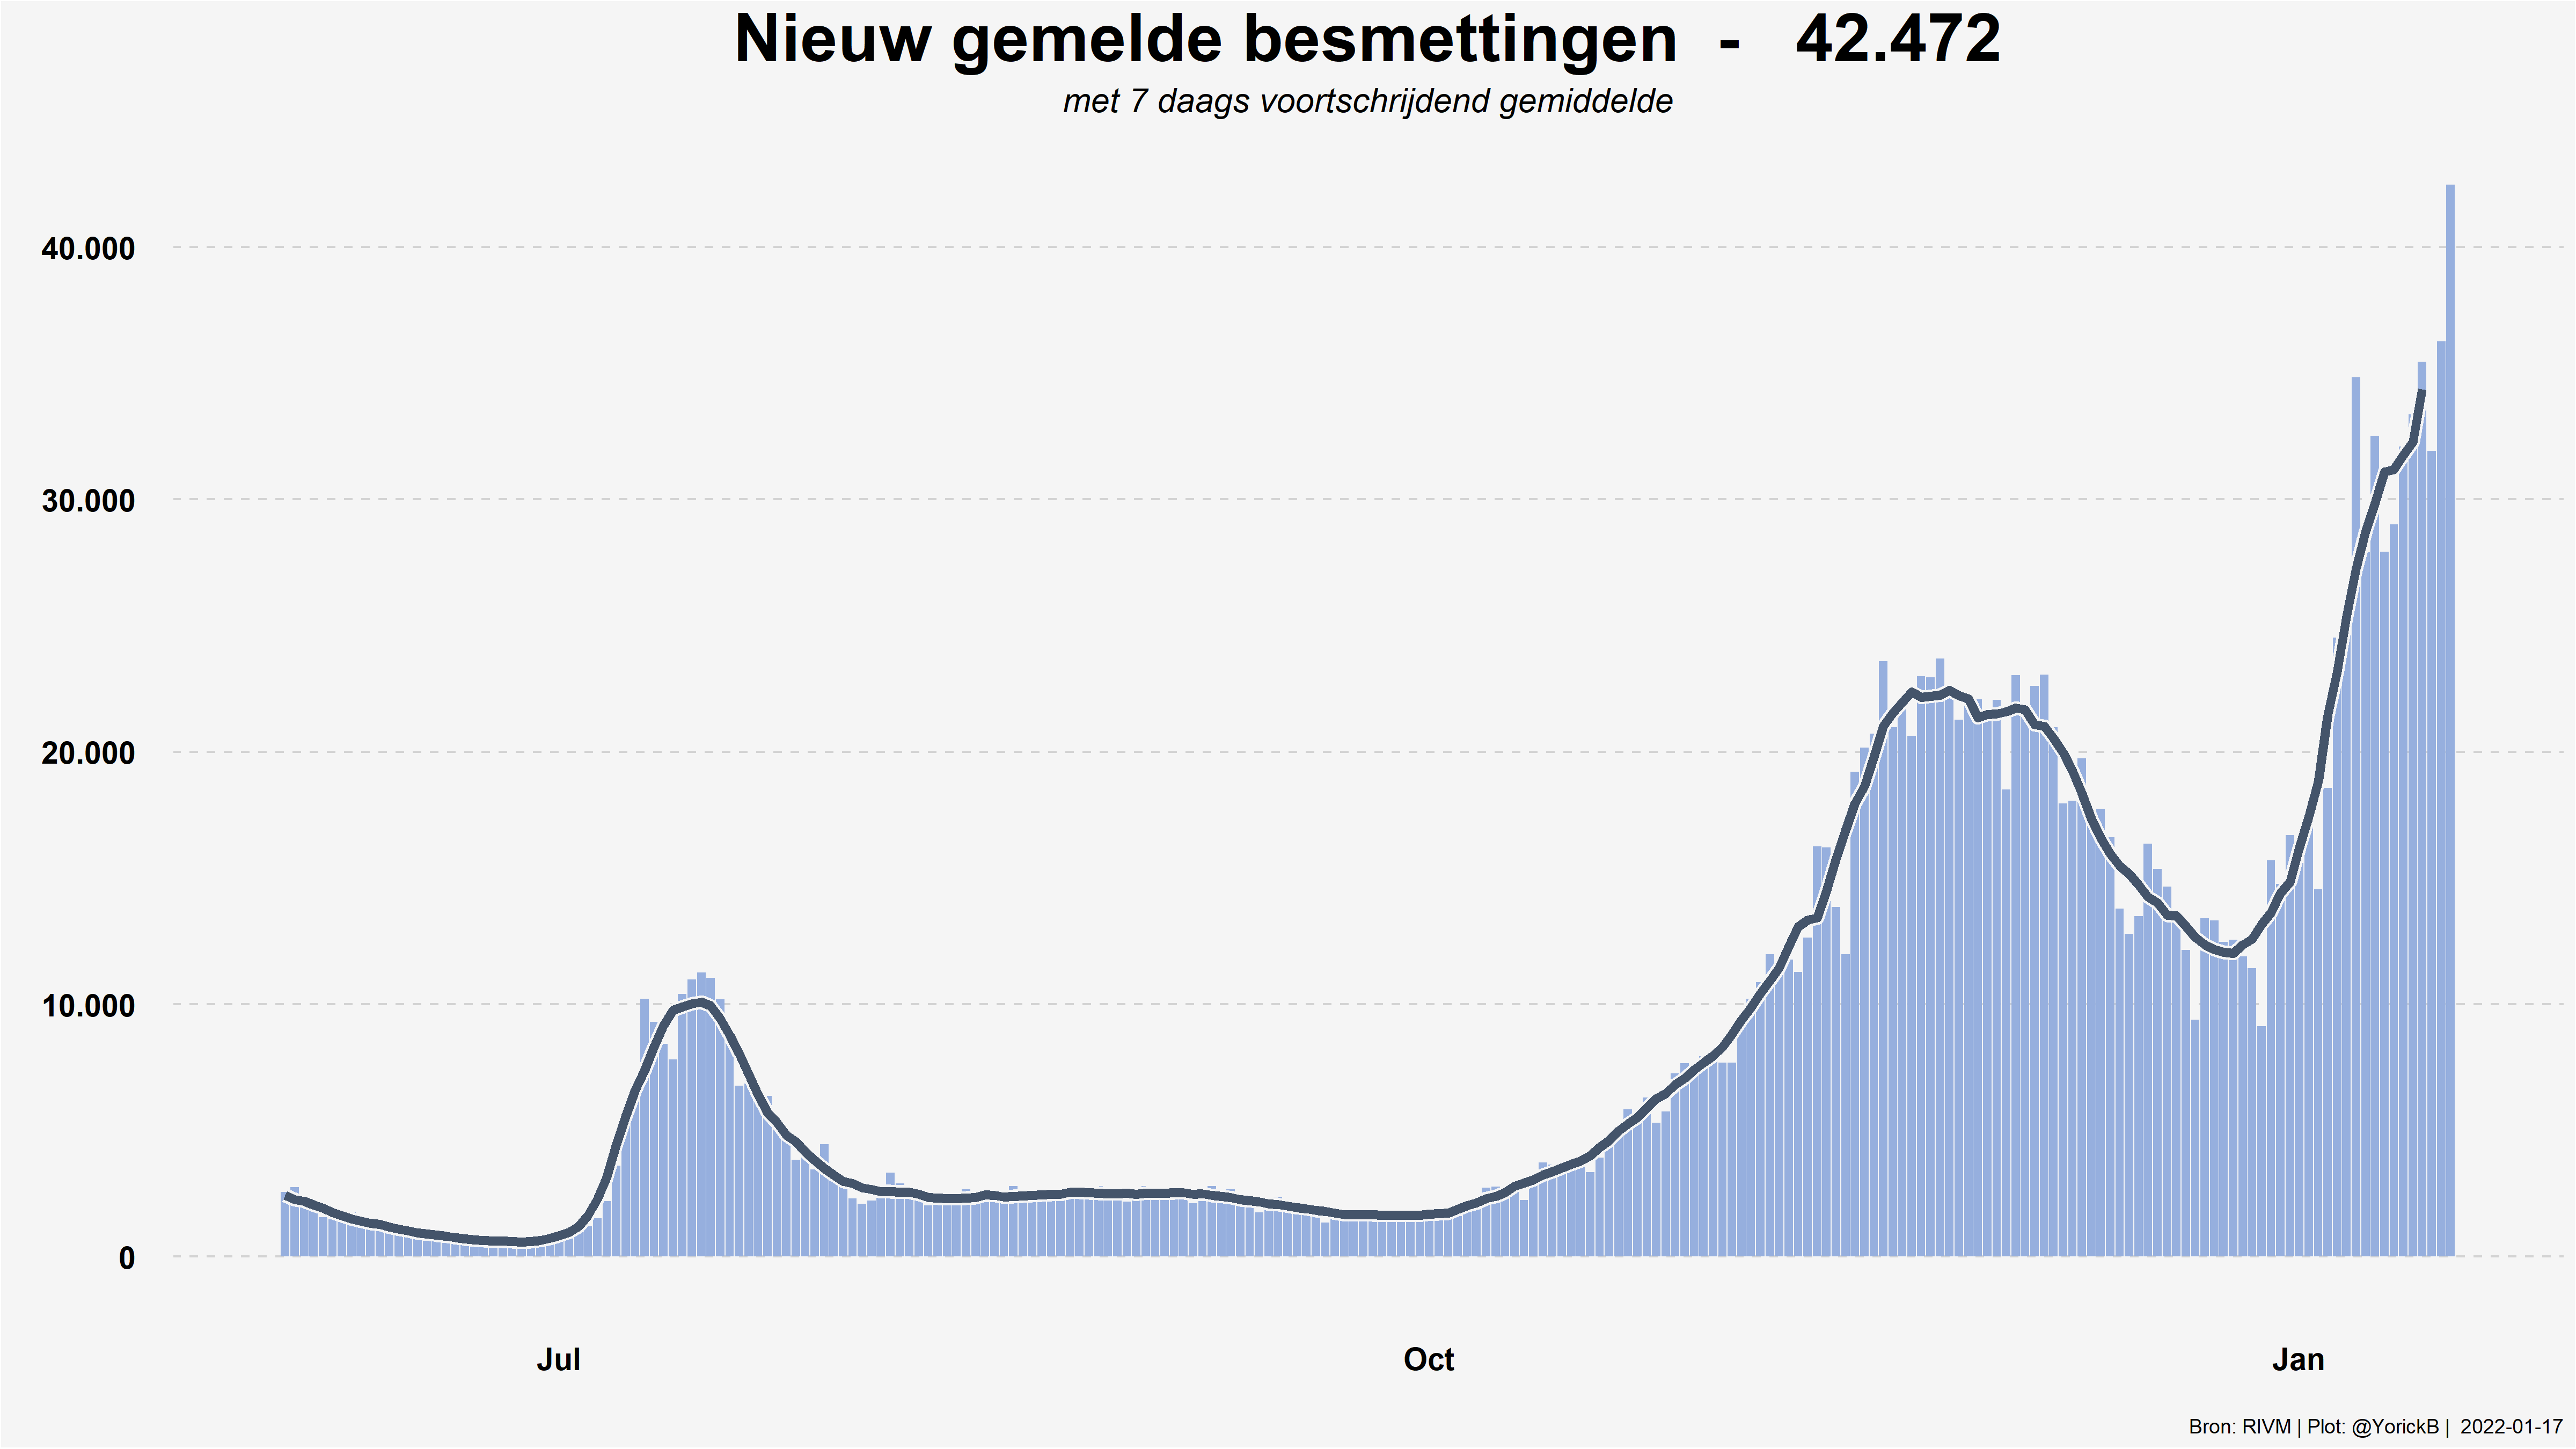 Nieuw gemelde besmettingen - 42.472
met 7 daags voortschrijdend gemiddelde
40.000
30.000
20.000
10.000
0
Jul Oct Jan
Bron: RIVM | Plot: @YorickB | 2022-01-17